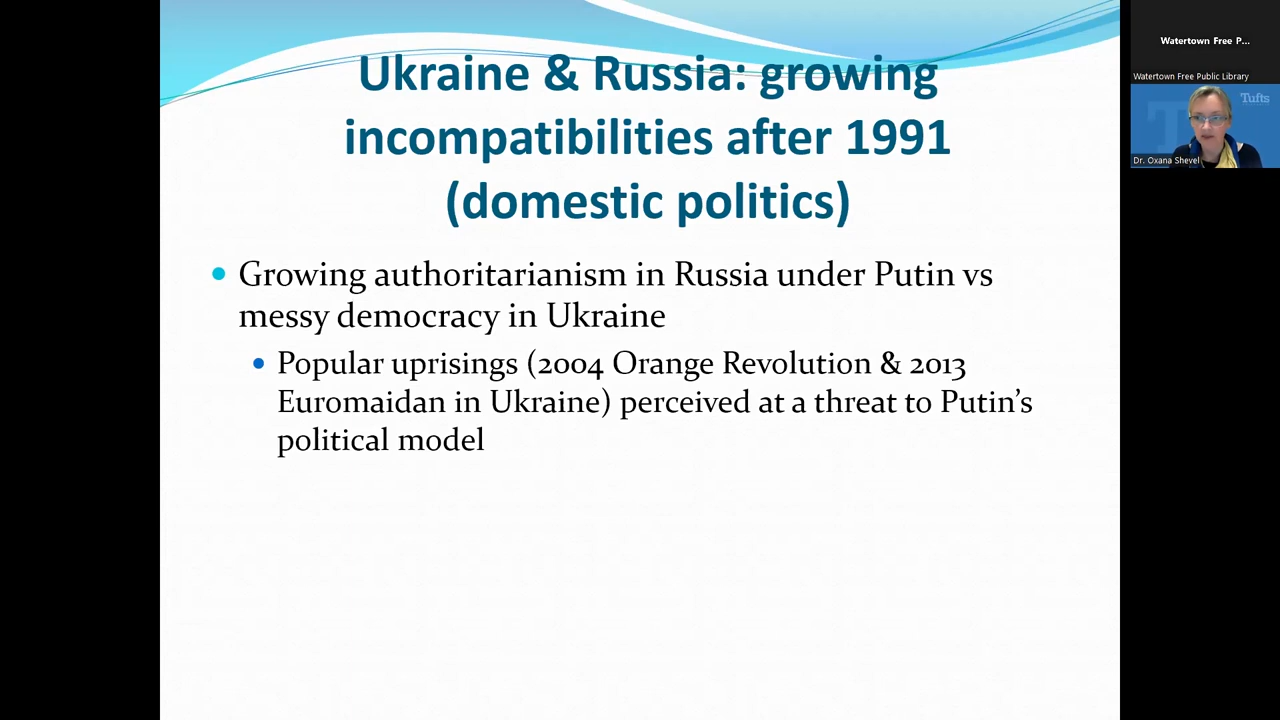 Ukraine & Russia: growing
incompatibilities after 1991
(domestic politics)
Growing authoritarianism in Russia under Putin vs
messy democracy in Ukraine
Popular uprisings (2004 Orange Revolution & 2013
Euromaidan in Ukraine) perceived at a threat to Putin's
political model
Watertown Free P...
Watertown Free Public Library
Tufts
Dr. Oxana Shevel